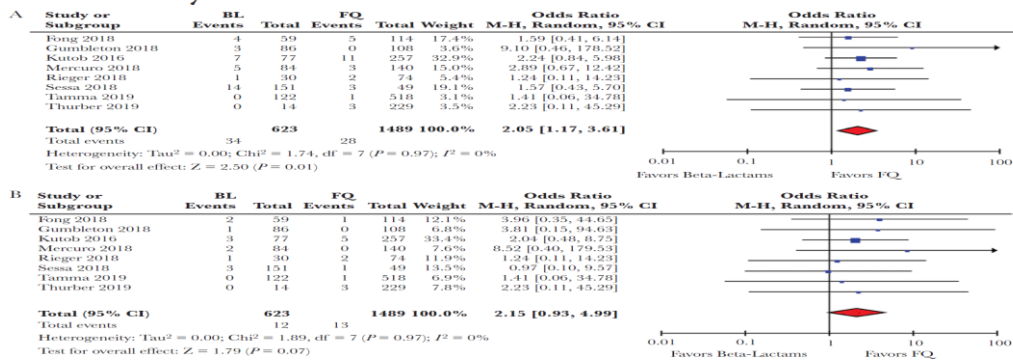 A Study or BL FQ Odds Ratio Odds Ratio
Subgroup Events Total Events Total Weight M-H, Random, 95% CI M-H, Random, 95% CI
Fong 2018 4 59 5 114 17.4% 1.59 [0.41, 6.14]
Gumbleton 2018 3 86 0 108 3.6% 9.10 [0.46, 178.52]
Kutob 2016 7 77 11 257 32.9% 2.24 [0.84, 5.98]
Mercuro 2018 5 84 3 140 15.0% 2.89 [0.67, 12.42]
Rieger 2018 1 30 2 74 5.4% 1.24 [0.11, 14.23]
Sessa 2018 14 151 3 49 19.1% 1.57 [0.43, 5.70]
Tamma 2019 0 122 1 518 3.1% 1.41 [0.06, 34.78]
Thurber 2019 0 14 3 229 3.5% 2.23 [0.11, 45.29]
Total (95% CI) 623 1489 100.0% 2.05 [1.17, 3.61]
Total events 34 28
Heterogeneity: Tau² = 0.00; Chi² = 1.74, df = 7 (P = 0.97); I² = 0%
Test for overall effect: Z = 2.50 (P = 0.01)
0.01 0.1 1 10 100
Favors Beta-Lactams Favors FQ
B Study or BL FQ Odds Ratio Odds Ratio
Subgroup Events Total Events Total Weight M-H, Random, 95% CI M-H, Random, 95% CI
Fong 2018 2 59 1 114 12.1% 3.96 [0.35, 44.65]
Gumbleton 2018 1 86 0 108 6.8% 3.81 [0.15, 94.63]
Kutob 2016 3 77 5 257 33.4% 2.04 [0.48, 8.75]
Mercuro 2018 2 84 0 140 7.6% 8.52 [0.40, 179.53]
Rieger 2018 1 30 2 74 11.9% 1.24 [0.11, 14.23]
Sessa 2018 3 151 1 49 13.5% 0.97 [0.10, 9.57]
Tamma 2019 0 122 1 518 6.9% 1.41 [0.06, 34.78]
Thurber 2019 0 14 3 229 7.8% 2.23 [0.11, 45.29]
Total (95% CI) 623 1489 100.0% 2.15 [0.93, 4.99]
Total events 12 13
Heterogeneity: Tau² = 0.00; Chi² = 1.89, df = 7 (P = 0.97); I² = 0%
Test for overall effect: Z = 1.79 (P = 0.07)
0.01 0.1 1 10 100
Favors Beta-Lactams Favors FQ